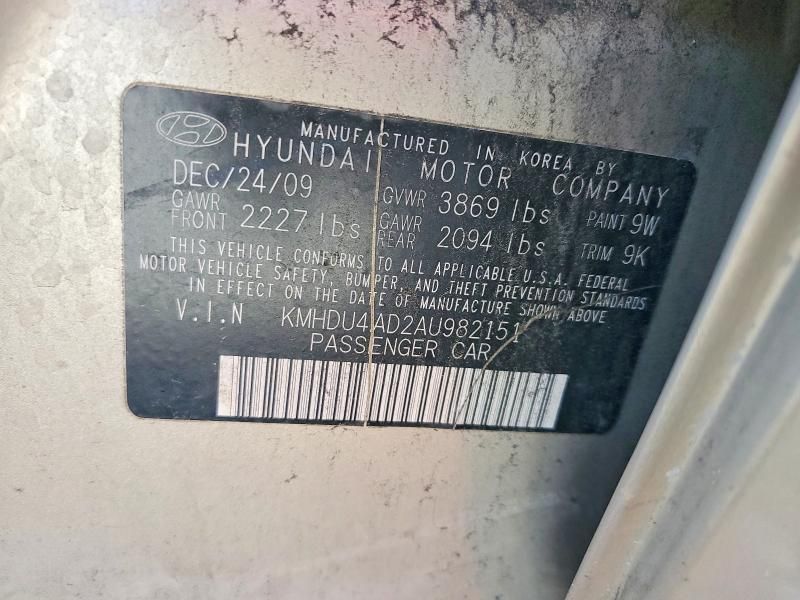 MANUFACTURED IN KOREA BY
HYUNDAI MOTOR COMPANY
DEC/24/09 GVWR 3869 lbs PAINT 9W
GAWR FRONT 2227 lbs GAWR REAR 2094 lbs TRIM 9K
THIS VEHICLE CONFORMS TO ALL APPLICABLE U.S.A. FEDERAL
MOTOR VEHICLE SAFETY, BUMPER, AND THEFT PREVENTION STANDARDS
IN EFFECT ON THE DATE OF MANUFACTURE SHOWN ABOVE
V.I.N KMHDU4AD2AU982151
PASSENGER CAR